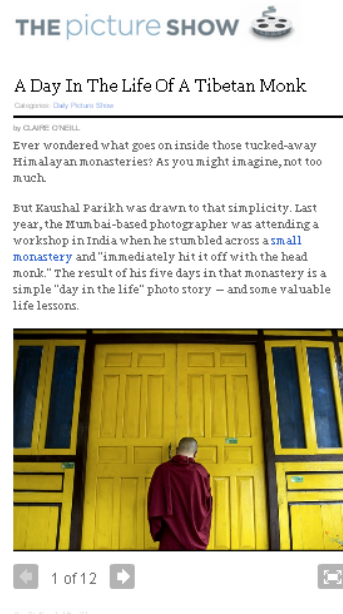 THE picture SHOW
A Day In The Life Of A Tibetan Monk
Categories: Daily Picture Show
by CLAIRE O'NEILL
Ever wondered what goes on inside those tucked-away
Himalayan monasteries? As you might imagine, not too
much.
But Kaushal Parikh was drawn to that simplicity. Last
year, the Mumbai-based photographer was attending a
workshop in India when he stumbled across a small
monastery and "immediately hit it off with the head
monk." The result of his five days in that monastery is a
simple "day in the life" photo story — and some valuable
life lessons.
1 of 12